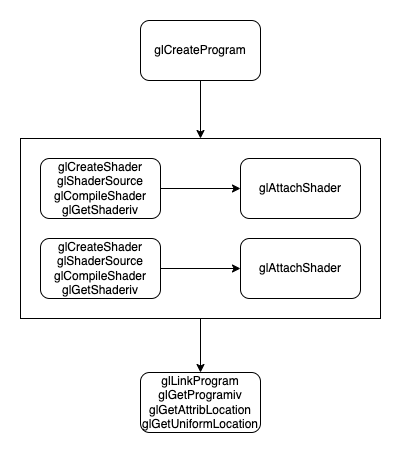 glCreateProgram
glCreateShader
glShaderSource
glCompileShader
glGetShaderiv
glAttachShader
glCreateShader
glShaderSource
glCompileShader
glGetShaderiv
glAttachShader
glLinkProgram
glGetProgramiv
glGetAttribLocation
glGetUniformLocation